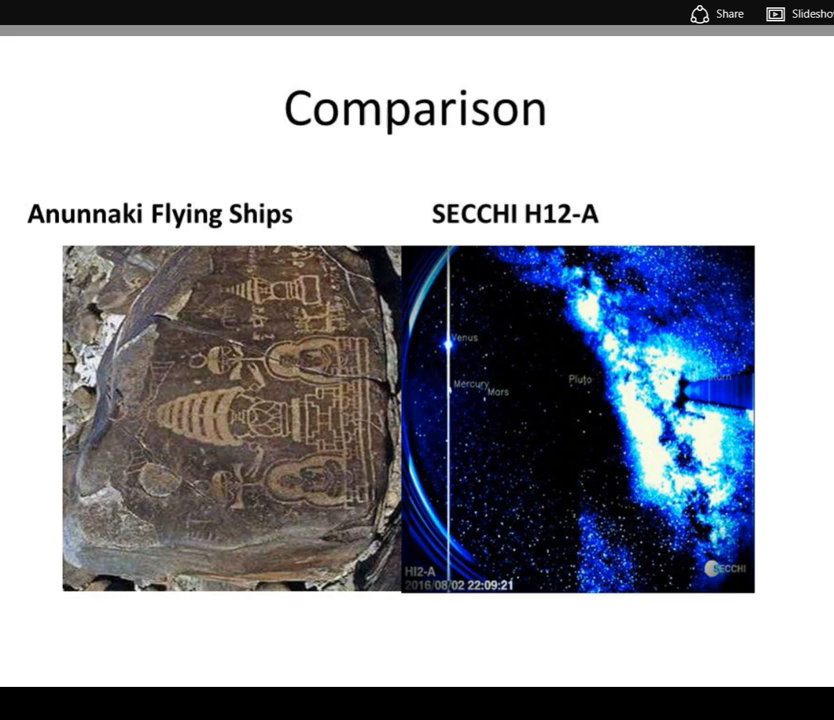 Share
Comparison
Anunnaki Flying Ships
SECCHI H12-A
Venus
Mercury
Mars
Pluto
HI2-A
2016/08/02 22:09:21
SECCHI